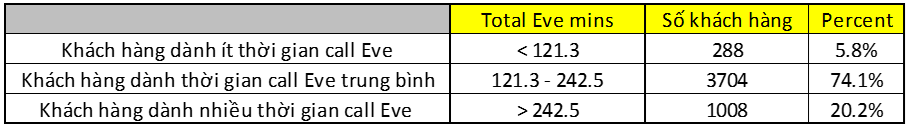 Total Eve mins Số khách hàng Percent
Khách hàng dành ít thời gian call Eve < 121.3 288 5.8%
Khách hàng dành thời gian call Eve trung bình 121.3 - 242.5 3704 74.1%
Khách hàng dành nhiều thời gian call Eve > 242.5 1008 20.2%